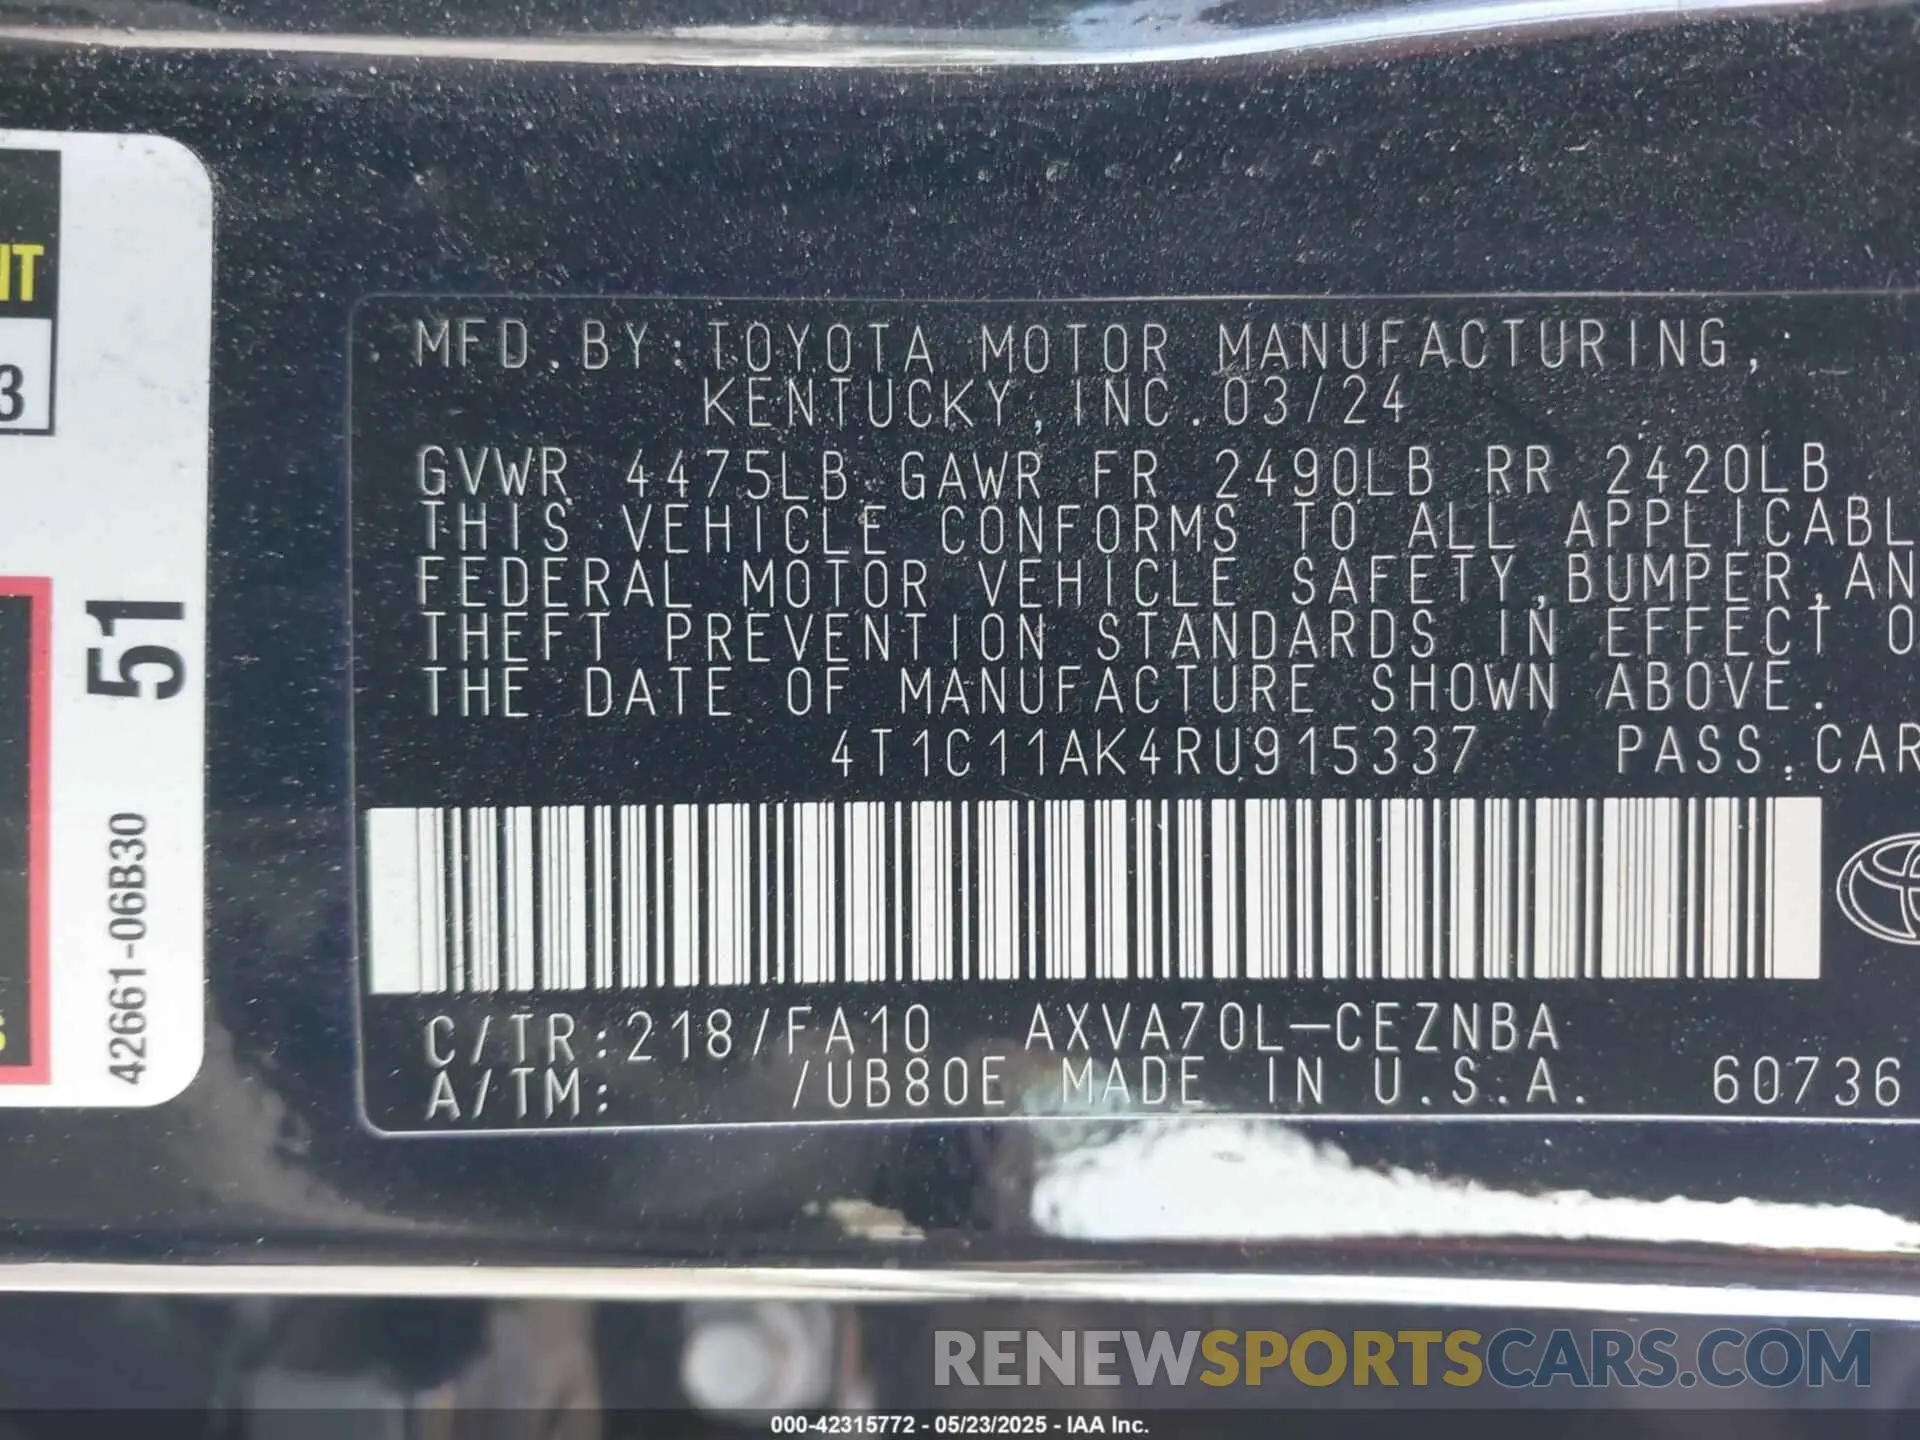 NT
3
51
42661-06B30
S
MFD.BY:TOYOTA MOTOR MANUFACTURING,
KENTUCKY,INC.03/24
GVWR 4475LB GAWR FR 2490LB RR 2420LB
THIS VEHICLE CONFORMS TO ALL APPLICABL
FEDERAL MOTOR VEHICLE SAFETY,BUMPER,AN
THEFT PREVENTION STANDARDS IN EFFECT O
THE DATE OF MANUFACTURE SHOWN ABOVE.
4T1C11AK4RU915337 PASS.CAR
C/TR:218/FA10 AXVA70L-CEZNBA
A/TM: /UB80E MADE IN U.S.A. 60736
RENEWSPORTSCARS.COM
000-42315772 - 05/23/2025 - IAA Inc.